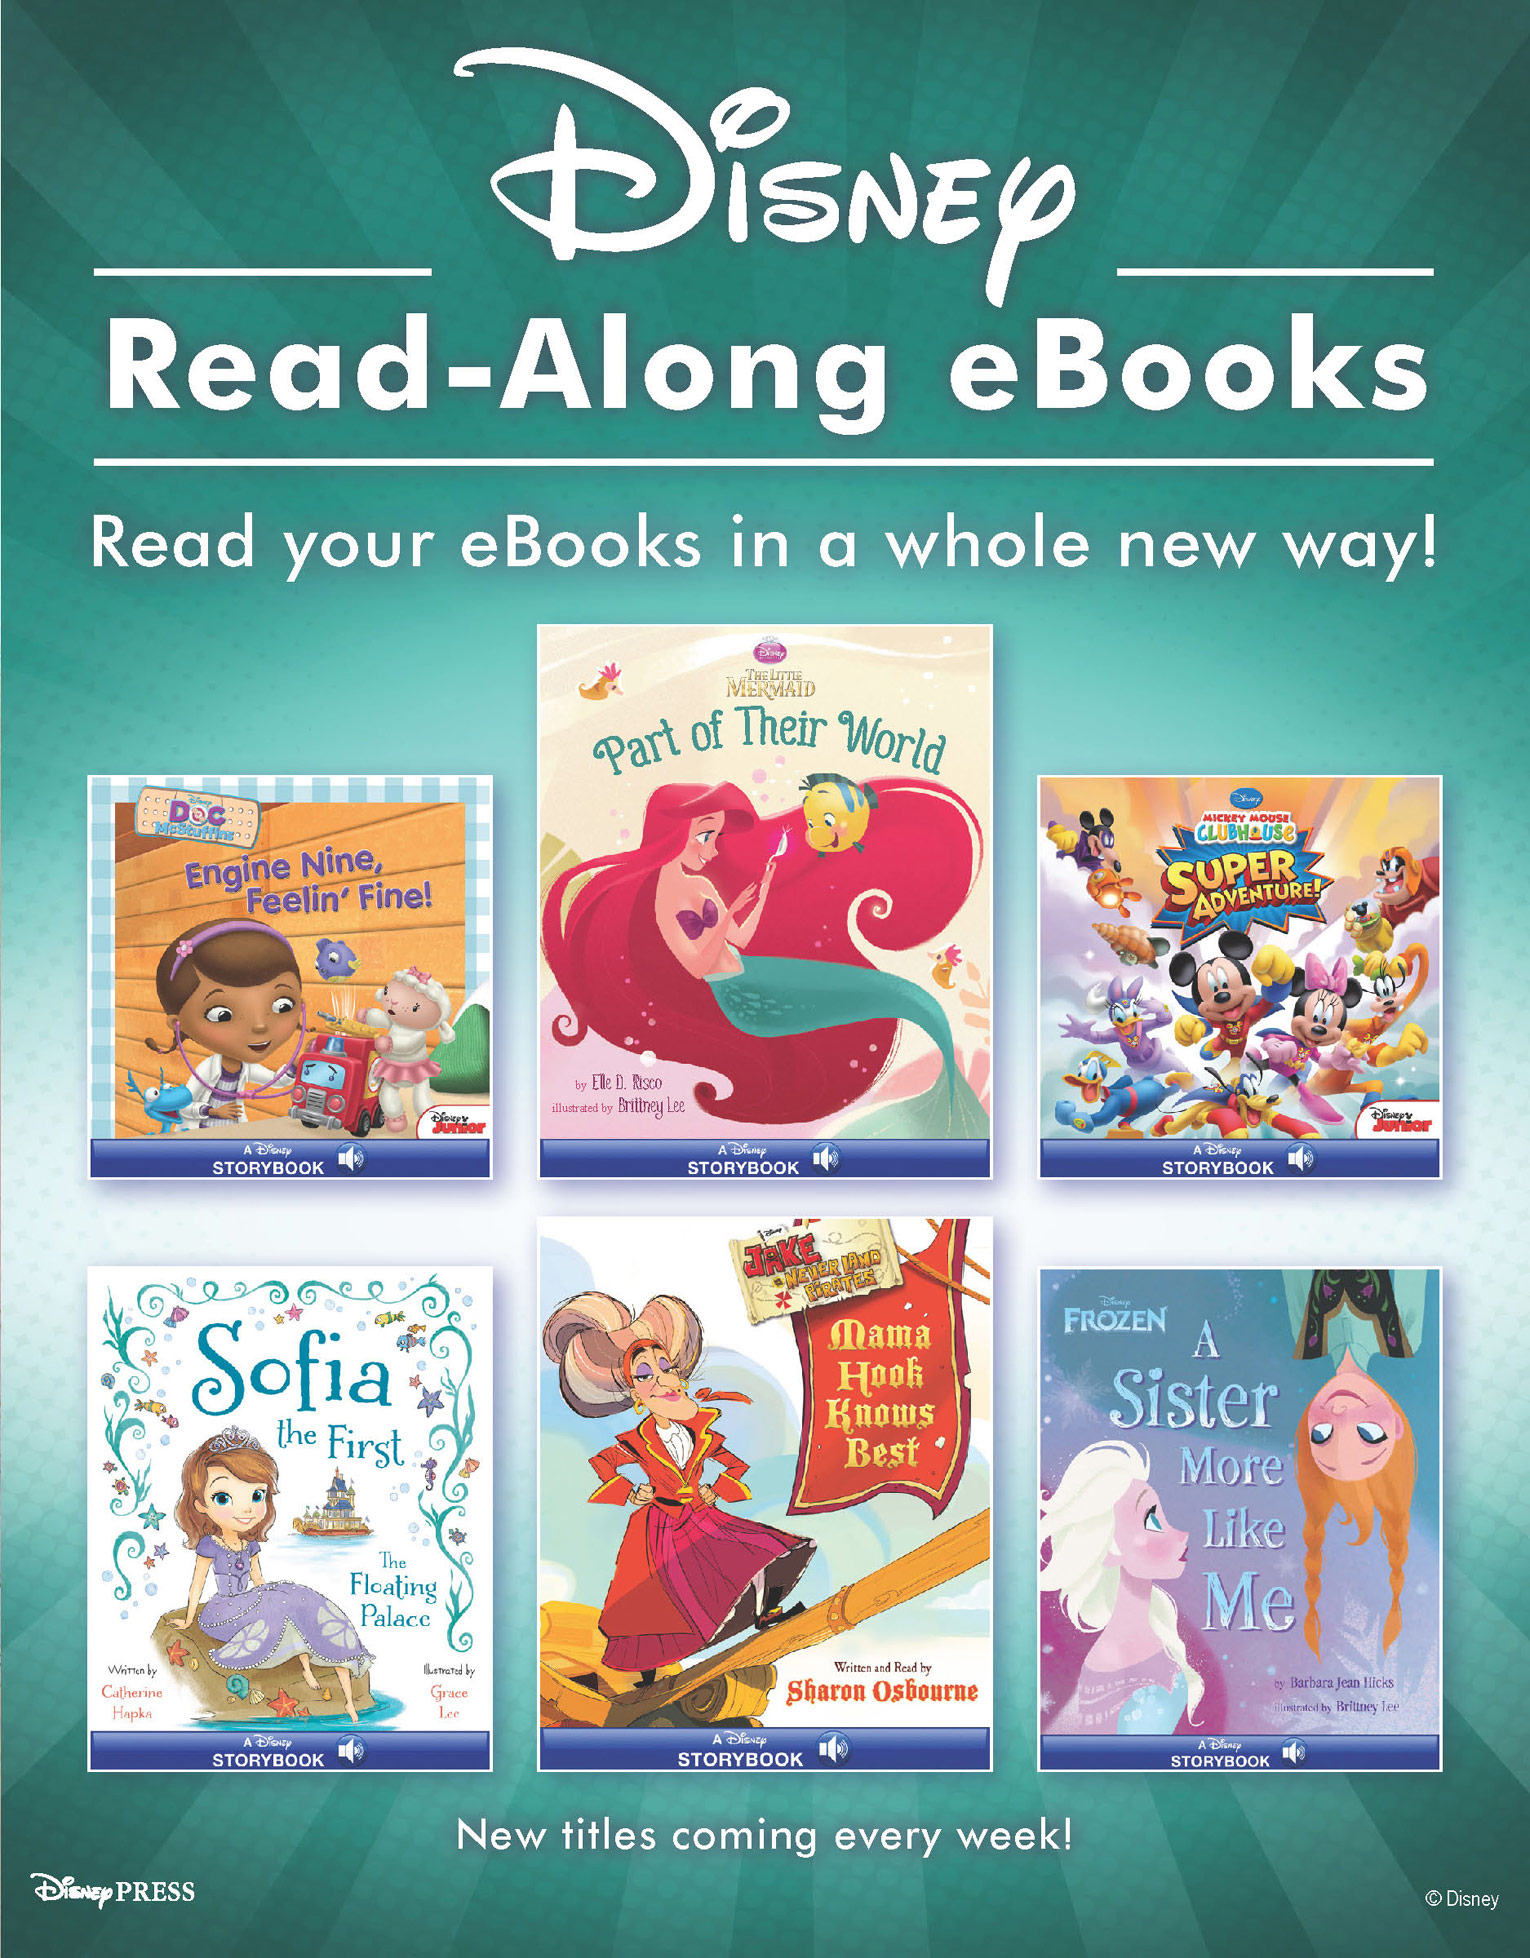 Disney
Read-Along eBooks
Read your eBooks in a whole new way!
Disney
Doc
McStuffins
Engine Nine,
Feelin' Fine!
Disney
Junior
A Disney
STORYBOOK
Disney
THE LITTLE
MERMAID
Part of Their World
by Elle D. Risco
illustrated by Brittney Lee
A Disney
STORYBOOK
Disney
MICKEY MOUSE
CLUBHOUSE
SUPER
ADVENTURE!
Disney
Junior
A Disney
STORYBOOK
Sofia
the First
The
Floating
Palace
Written by
Catherine
Hapka
Illustrated by
Grace
Lee
A Disney
STORYBOOK
Disney
JAKE
NEVER LAND
PIRATES
Mama
Hook
Knows
Best
Written and Read by
Sharon Osbourne
A Disney
STORYBOOK
Disney
FROZEN
A
Sister
More
Like
Me
by Barbara Jean Hicks
illustrated by Brittney Lee
A Disney
STORYBOOK
New titles coming every week!
Disney PRESS
© Disney